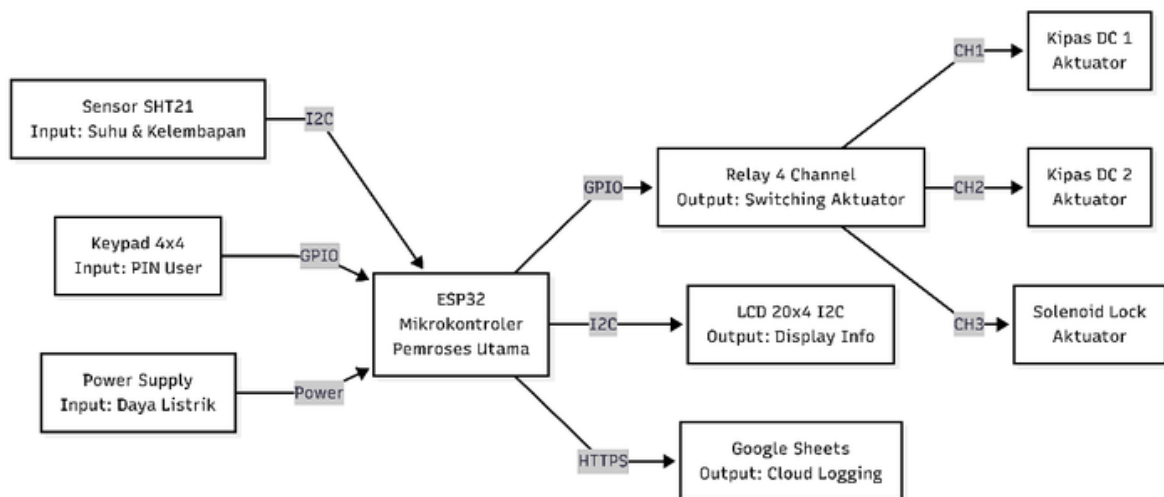 Sensor SHT21
Input: Suhu & Kelembapan
I2C
Keypad 4x4
Input: PIN User
GPIO
Power Supply
Input: Daya Listrik
Power
ESP32
Mikrokontroler
Pemroses Utama
GPIO
Relay 4 Channel
Output: Switching Aktuator
I2C
LCD 20x4 I2C
Output: Display Info
HTTPS
Google Sheets
Output: Cloud Logging
CH1
Kipas DC 1
Aktuator
CH2
Kipas DC 2
Aktuator
CH3
Solenoid Lock
Aktuator